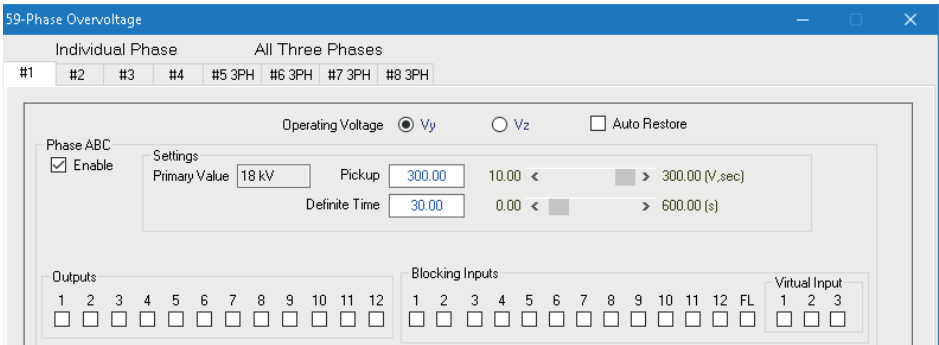 59-Phase Overvoltage
Individual Phase All Three Phases
#1 #2 #3 #4 #5 3PH #6 3PH #7 3PH #8 3PH
Operating Voltage Vy Vz Auto Restore
Phase ABC
Enable
Settings
Primary Value 18 kV Pickup 300.00 10.00 < > 300.00 (V,sec)
Definite Time 30.00 0.00 < > 600.00 (s)
Outputs
1 2 3 4 5 6 7 8 9 10 11 12
Blocking Inputs
1 2 3 4 5 6 7 8 9 10 11 12 FL
Virtual Input
1 2 3